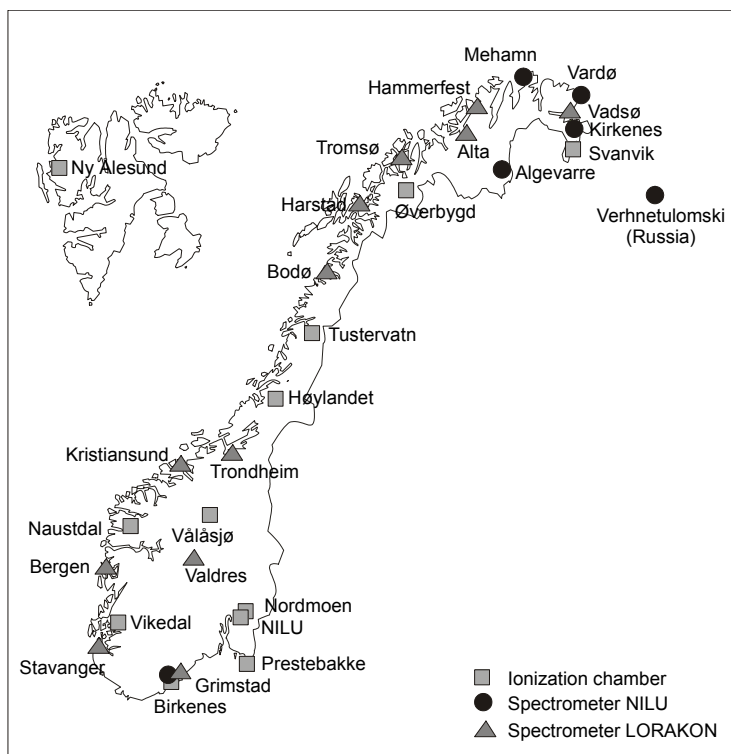 Mehamn
Hammerfest
Vardø
Vadsø
Kirkenes
Tromsø
Alta
Svanvik
Ny Ålesund
Algevarre
Harstad
Øverbygd
Verhnetulomski
(Russia)
Bodø
Tustervatn
Høylandet
Kristiansund
Trondheim
Naustdal
Vålåsjø
Bergen
Valdres
Nordmoen
Vikedal
NILU
Stavanger
Prestebakke
Grimstad
Birkenes
Ionization chamber
Spectrometer NILU
Spectrometer LORAKON